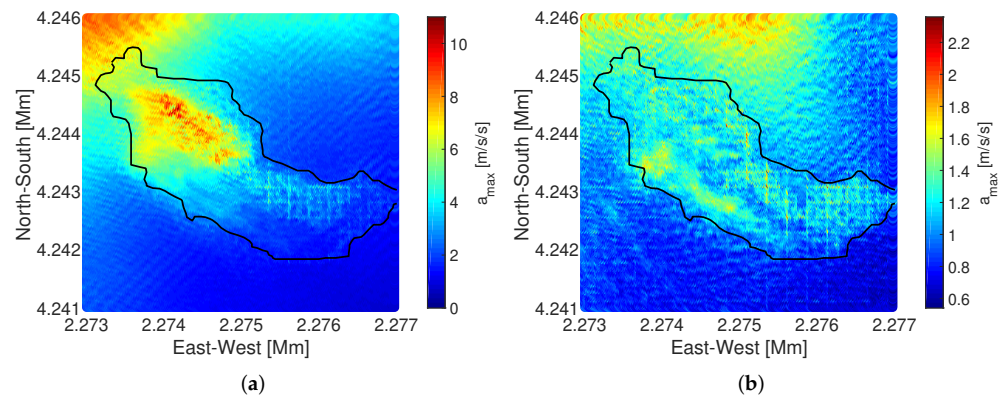 4.246
4.245
4.244
4.243
4.242
4.241
North-South [Mm]
2.273 2.274 2.275 2.276 2.277
East-West [Mm]
10
8
6
4
2
0
a_max [m/s/s]
(a)
4.246
4.245
4.244
4.243
4.242
4.241
North-South [Mm]
2.273 2.274 2.275 2.276 2.277
East-West [Mm]
2.2
2
1.8
1.6
1.4
1.2
1
0.8
0.6
a_max [m/s/s]
(b)